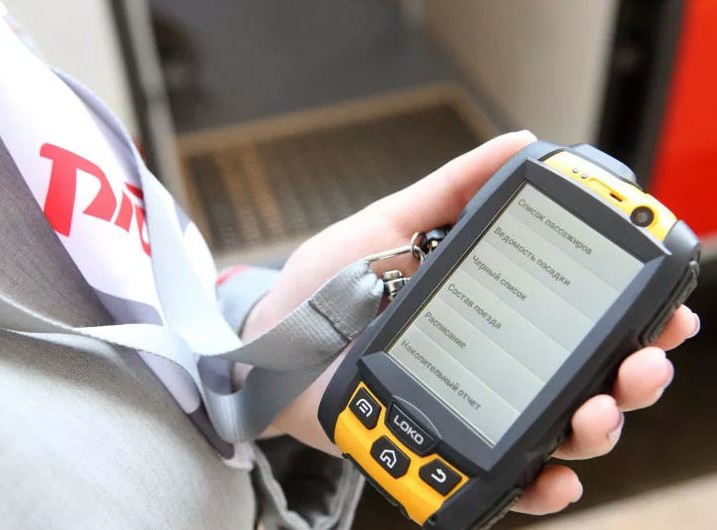 Список пассажиров
Ведомость посадки
Черный список
Состав поезда
Расписание
Накопительный отчет
LOKO